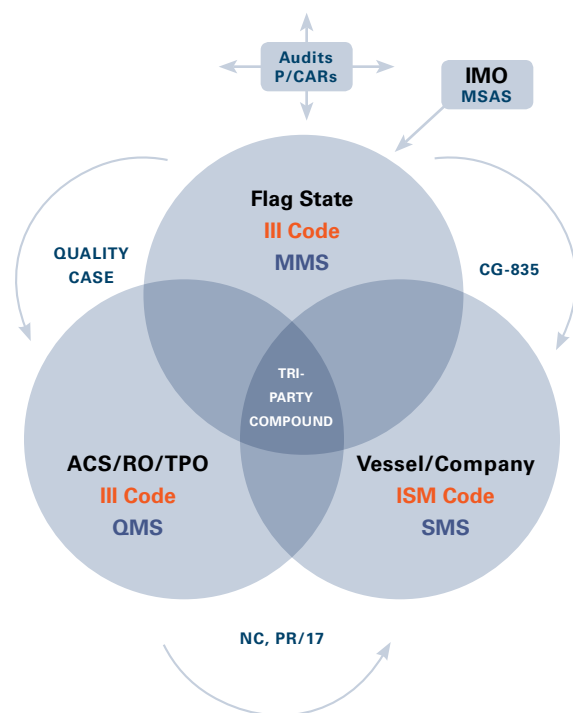 Audits
P/CARs
IMO
MSAS
Flag State
III Code
MMS
QUALITY
CASE
CG-835
TRI-
PARTY
COMPOUND
ACS/RO/TPO
III Code
QMS
Vessel/Company
ISM Code
SMS
NC, PR/17